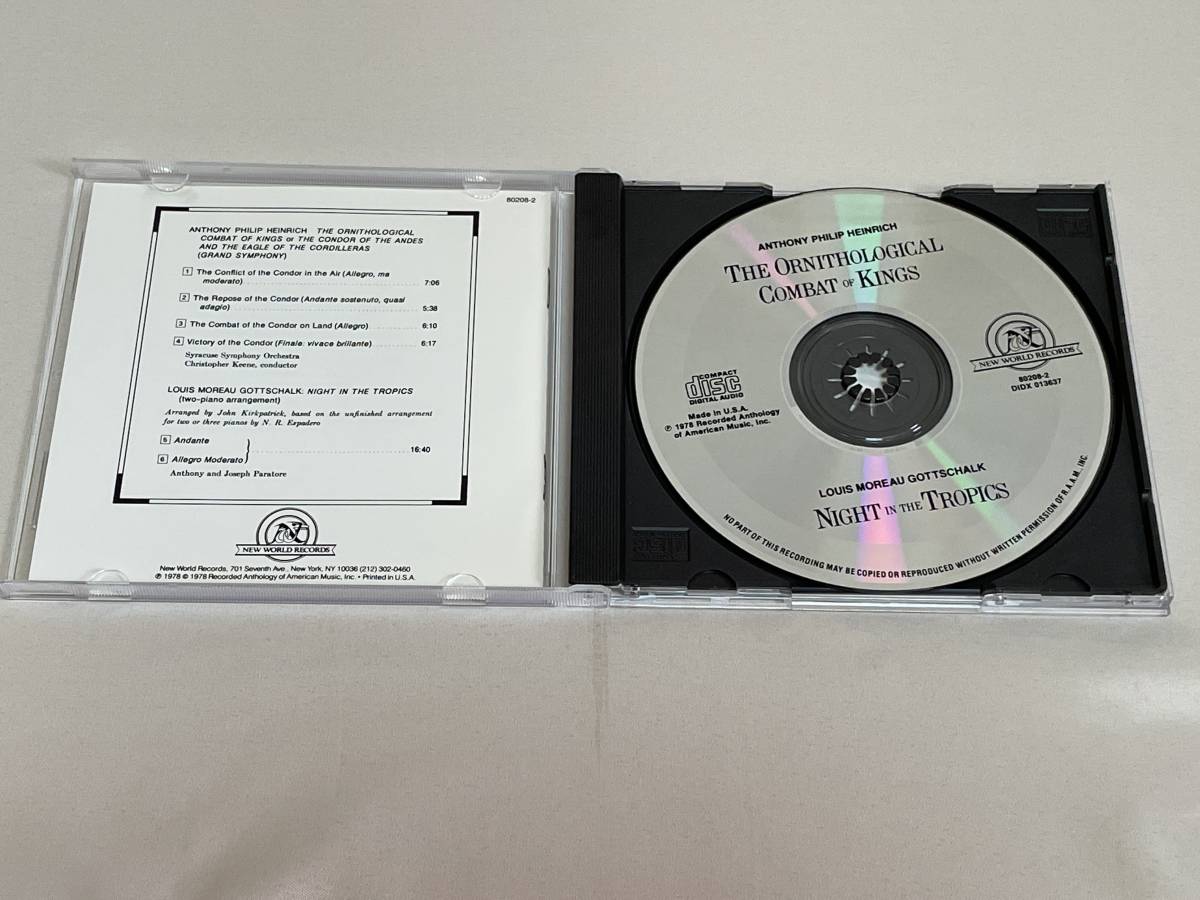 80208-2
ANTHONY PHILIP HEINRICH THE ORNITHOLOGICAL
COMBAT OF KINGS or THE CONDOR OF THE ANDES
AND THE EAGLE OF THE CORDILLERAS
(GRAND SYMPHONY)
1 The Conflict of the Condor in the Air (Allegro, ma
moderato) 7:06
2 The Repose of the Condor (Andante sostenuto, quasi
adagio) 5:38
3 The Combat of the Condor on Land (Allegro) 6:10
4 Victory of the Condor (Finale: vivace brillante) 6:17
Syracuse Symphony Orchestra
Christopher Keene, conductor
LOUIS MOREAU GOTTSCHALK: NIGHT IN THE TROPICS
(two-piano arrangement)
Arranged by John Kirkpatrick, based on the unfinished arrangement
for two or three pianos by N. R. Espadero
5 Andante
16:40
6 Allegro Moderato
Anthony and Joseph Paratore
NEW WORLD RECORDS
New World Records, 701 Seventh Ave., New York, NY 10036 (212) 302-0460
℗ 1978 © 1978 Recorded Anthology of American Music, Inc. • Printed in U.S.A.
ANTHONY PHILIP HEINRICH
THE ORNITHOLOGICAL
COMBAT OF KINGS
NEW WORLD RECORDS
80208-2
DIDX 013637
COMPACT
disc
DIGITAL AUDIO
Made in U.S.A.
℗ 1978 Recorded Anthology
of American Music, Inc.
LOUIS MOREAU GOTTSCHALK
NIGHT IN THE TROPICS
NO PART OF THIS RECORDING MAY BE COPIED OR REPRODUCED WITHOUT WRITTEN PERMISSION OF R.A.A.M., INC.